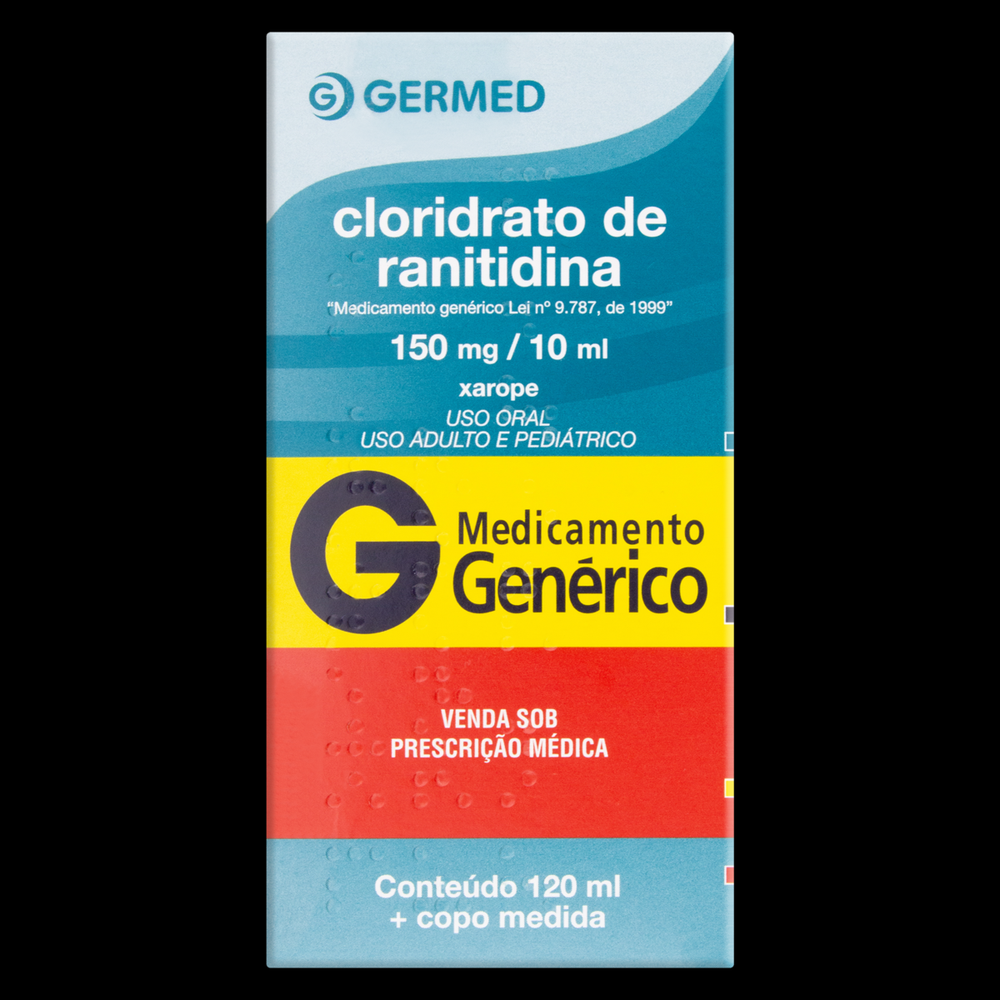 GERMED
cloridrato de
ranitidina
“Medicamento genérico Lei nº 9.787, de 1999”
150 mg / 10 ml
xarope
USO ORAL
USO ADULTO E PEDIÁTRICO
G
Medicamento
Genérico
VENDA SOB
PRESCRIÇÃO MÉDICA
Conteúdo 120 ml
+ copo medida